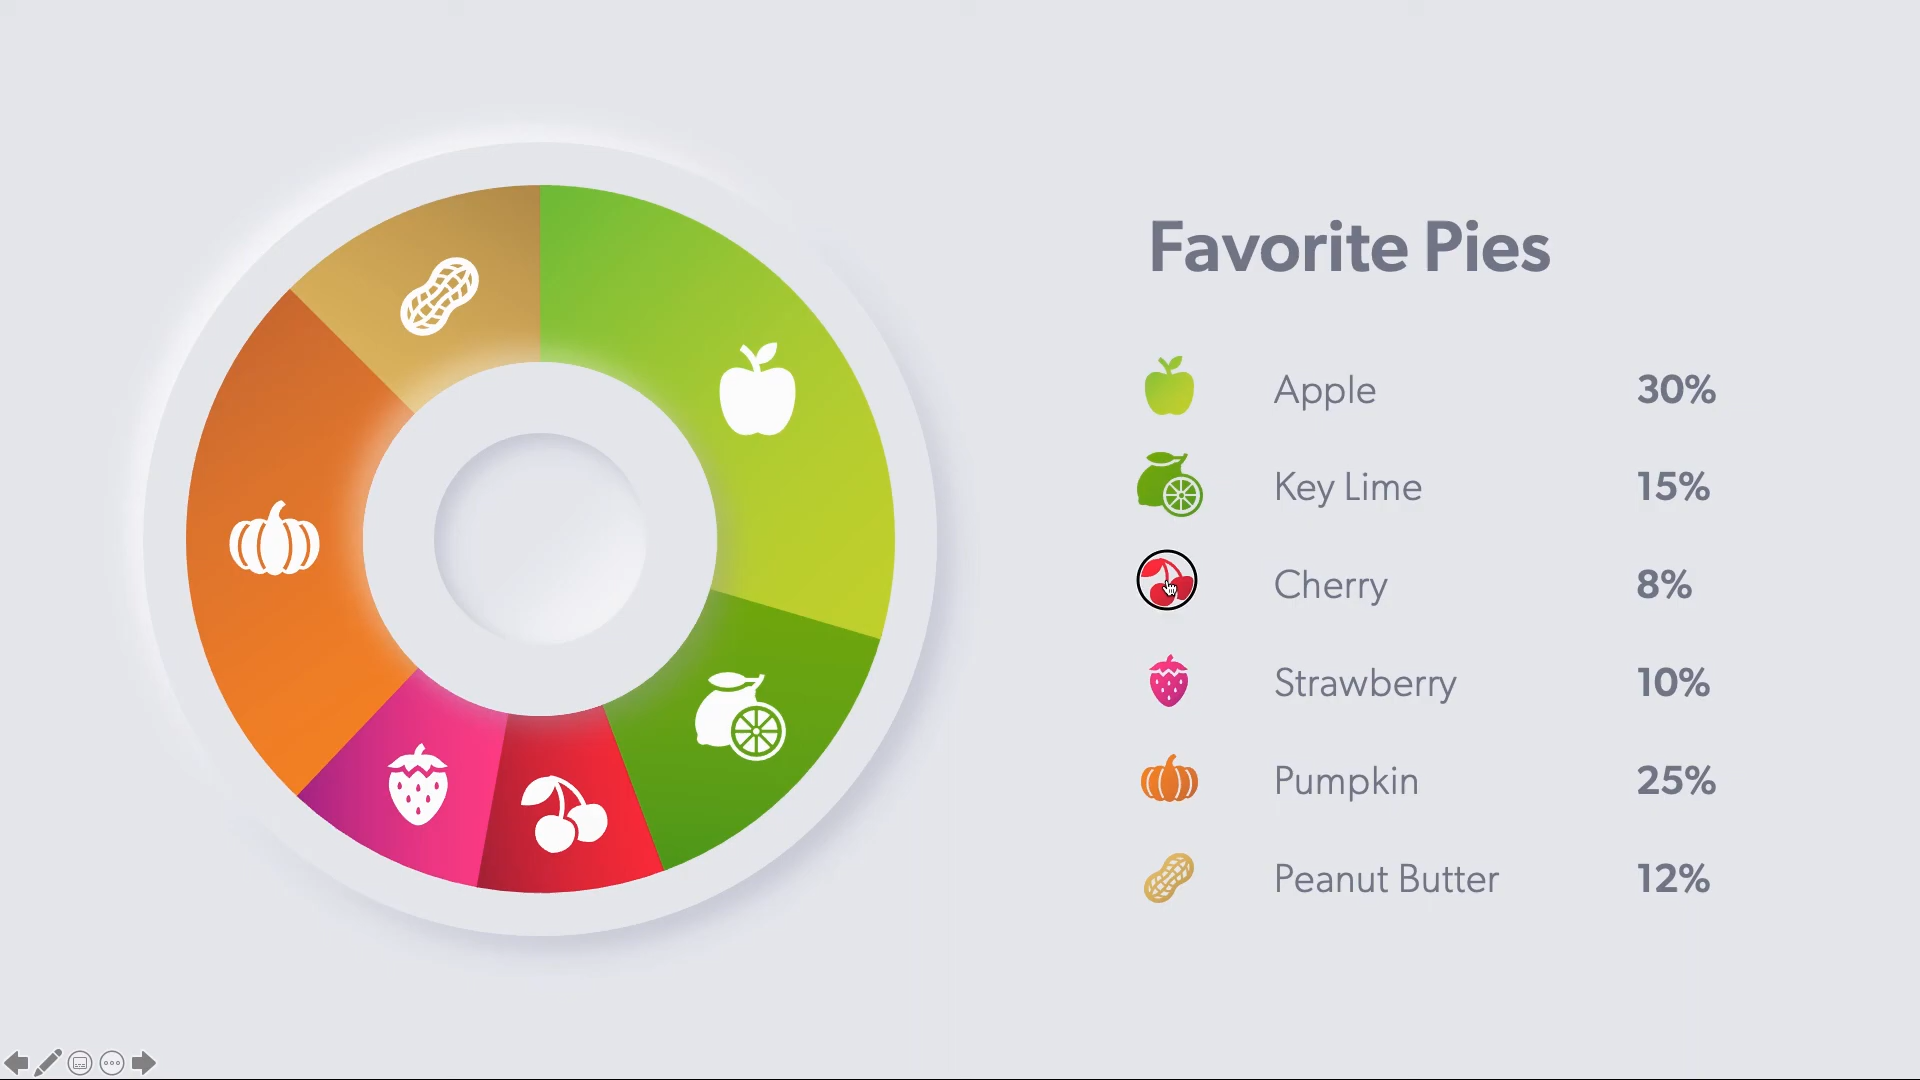 Favorite Pies
Apple 30%
Key Lime 15%
Cherry 8%
Strawberry 10%
Pumpkin 25%
Peanut Butter 12%